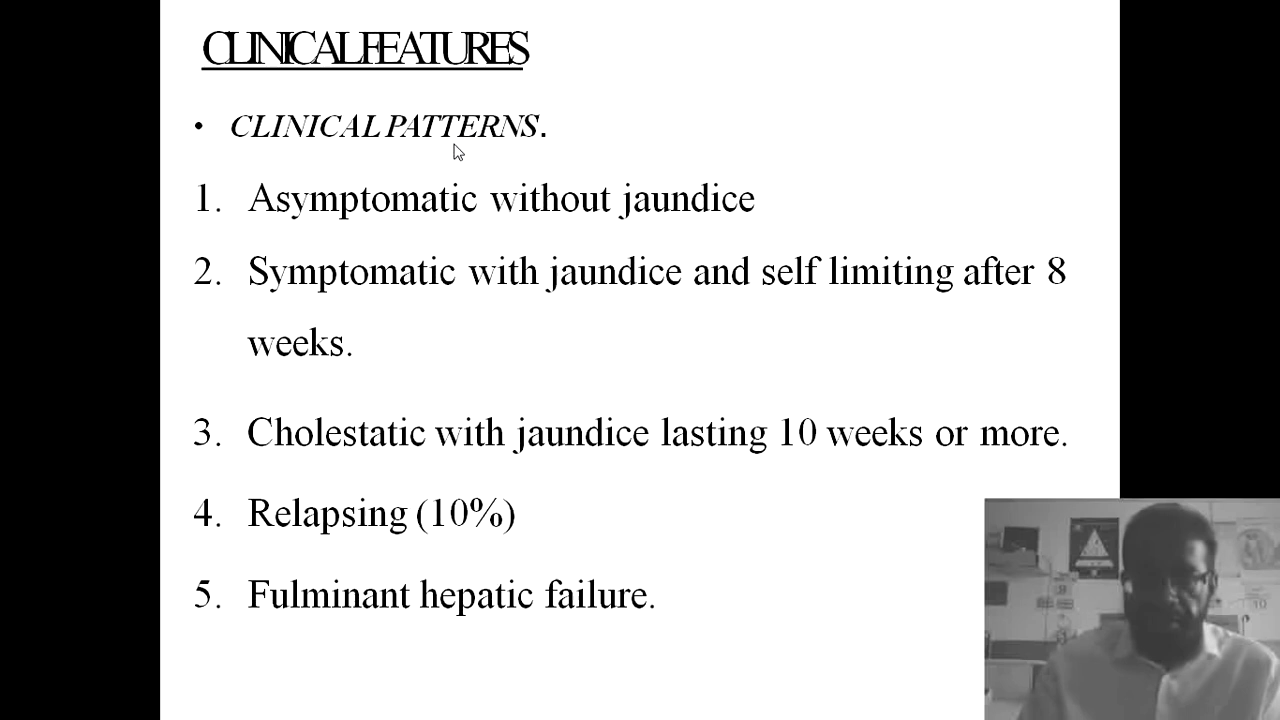 CLINICAL FEATURES
• CLINICAL PATTERNS.
1. Asymptomatic without jaundice
2. Symptomatic with jaundice and self limiting after 8
weeks.
3. Cholestatic with jaundice lasting 10 weeks or more.
4. Relapsing (10%)
5. Fulminant hepatic failure.
10